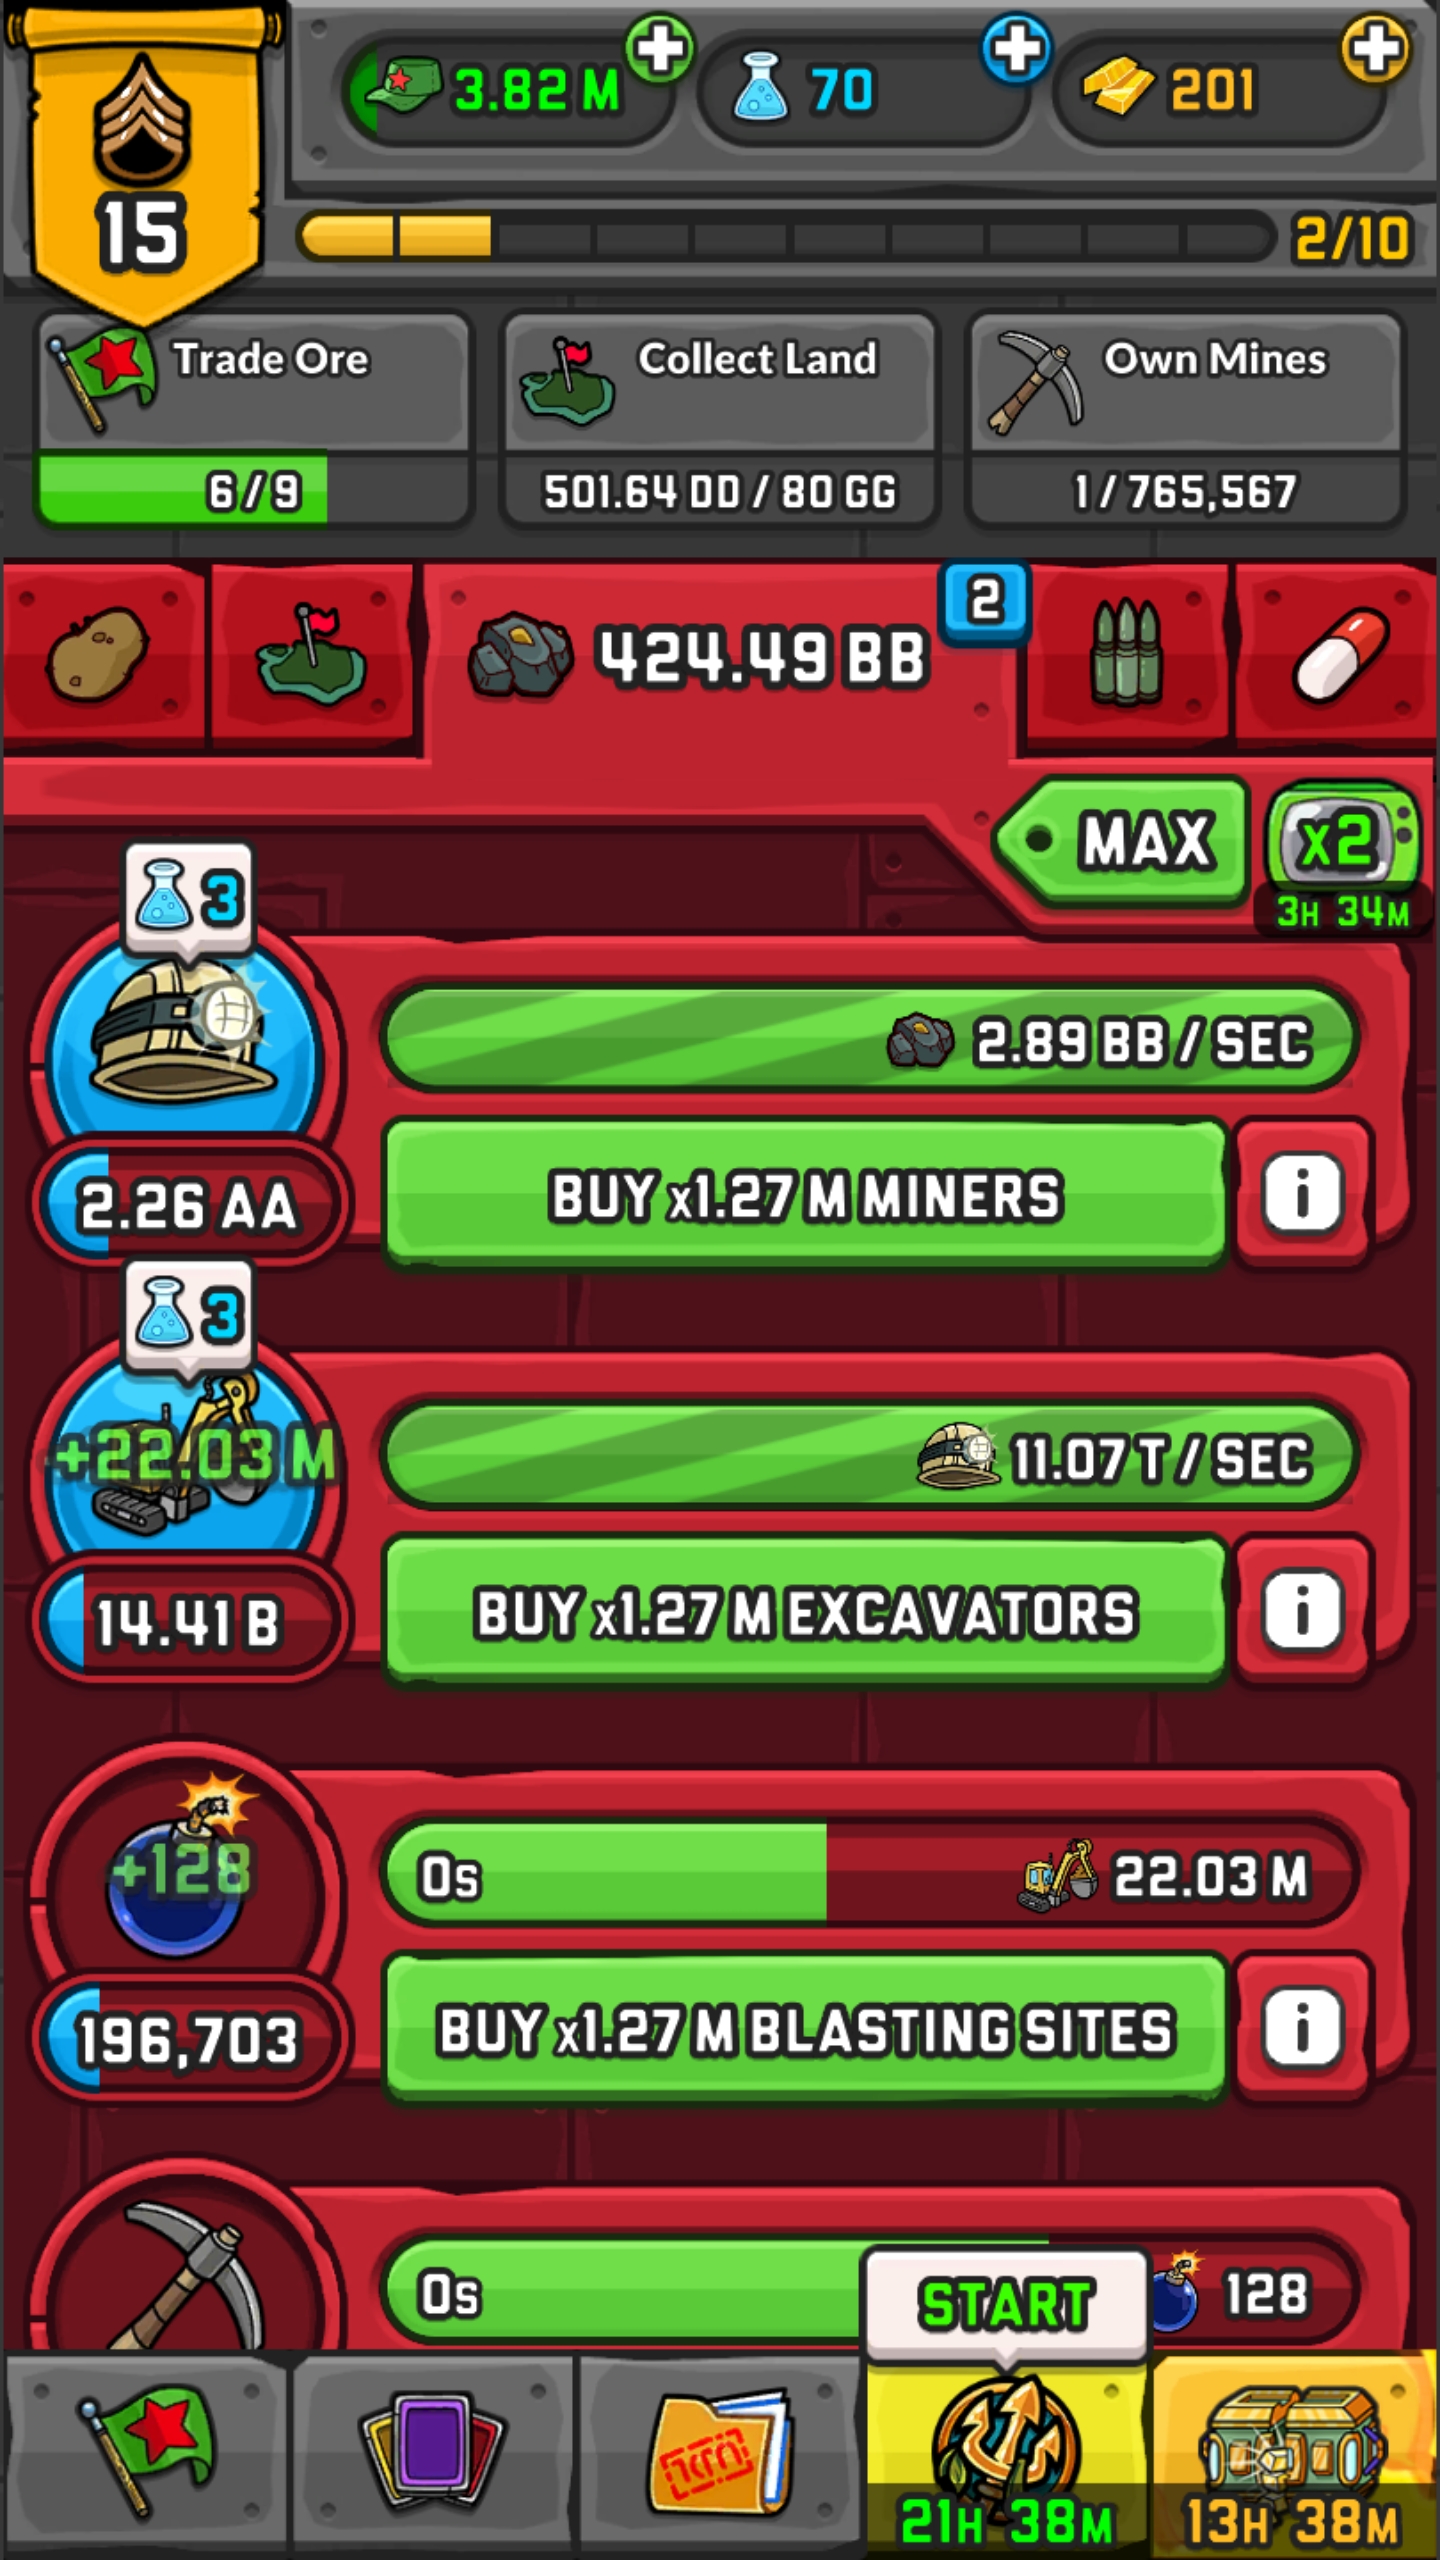 3.82 M
70
201
15
2/10
Trade Ore
Collect Land
Own Mines
6/9
501.64 DD / 80 GG
1 / 765,567
424.49 BB
2
MAX
x2
3H 34M
3
2.89 BB / SEC
2.26 AA
BUY x1.27 M MINERS
i
3
+22.03 M
11.07 T / SEC
14.41 B
BUY x1.27 M EXCAVATORS
i
+128
0s
22.03 M
196,703
BUY x1.27 M BLASTING SITES
i
0s
128
START
21H 38M
13H 38M